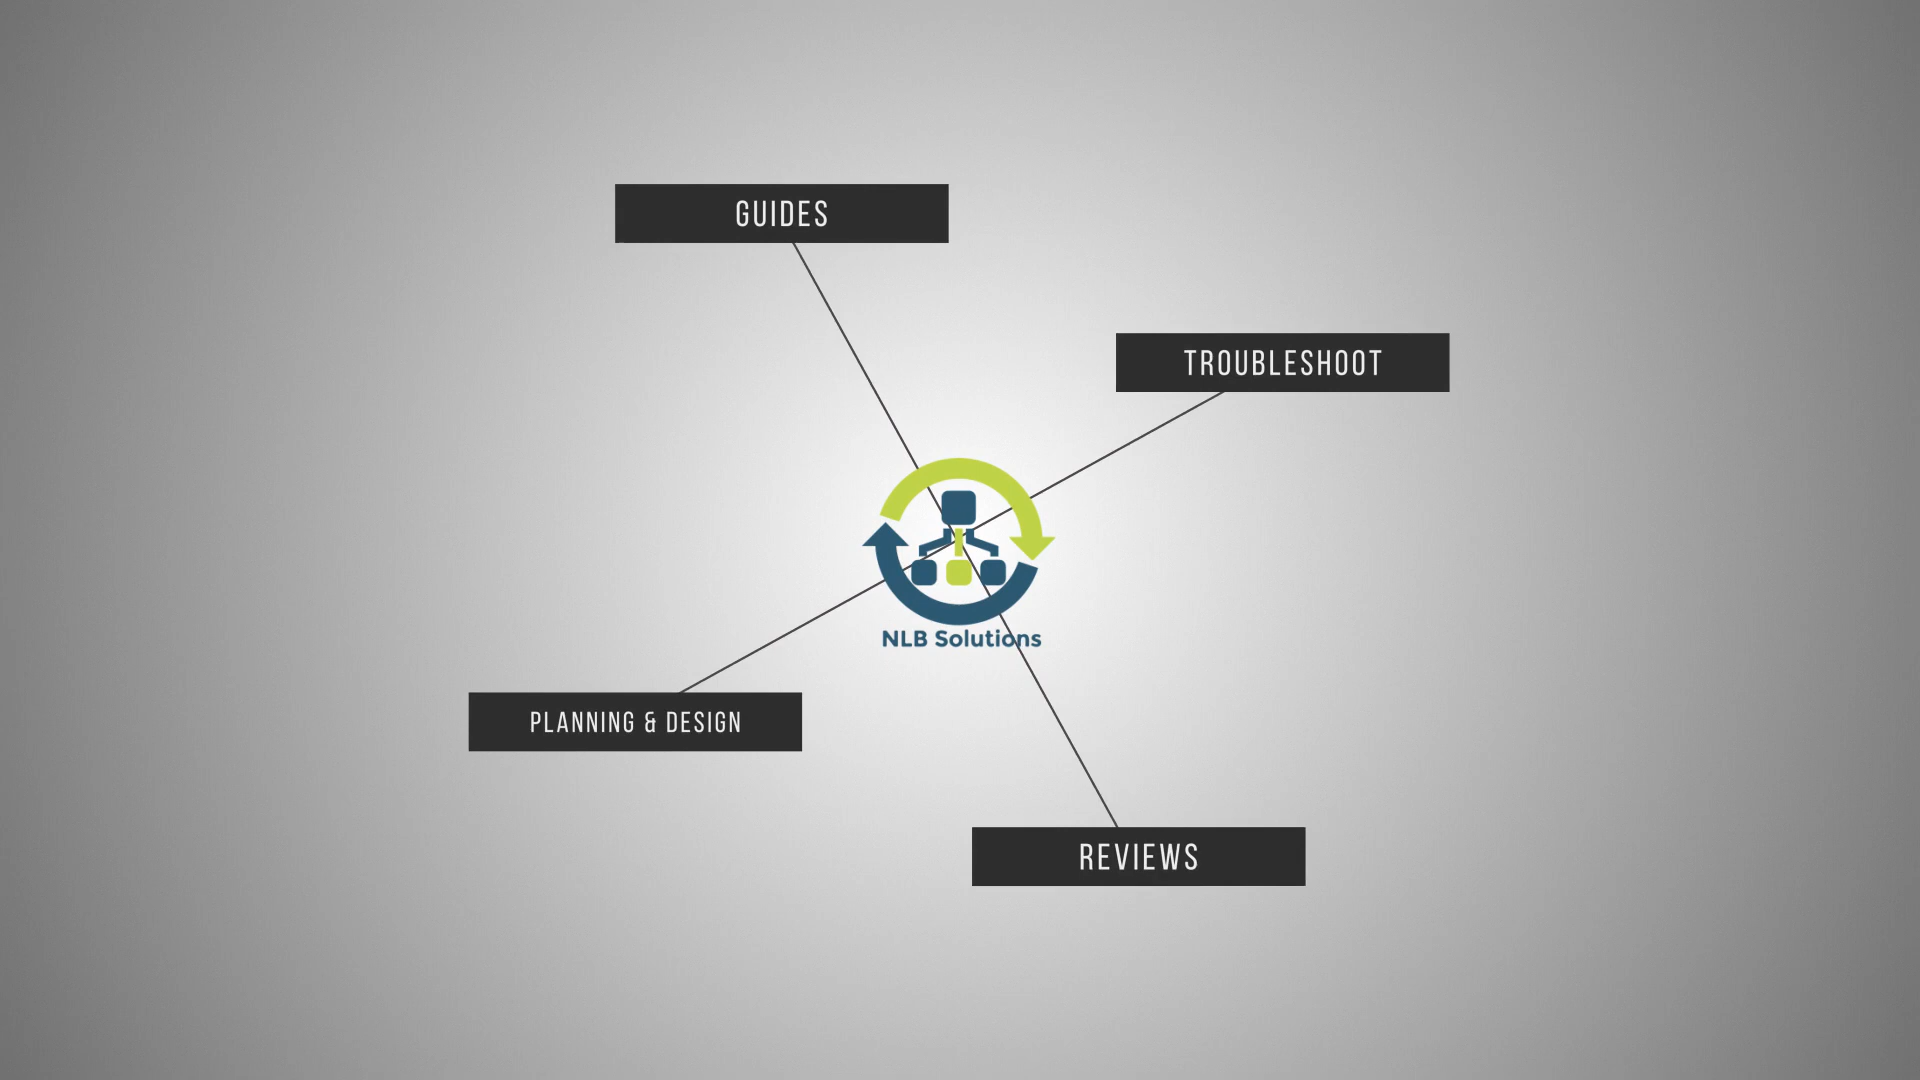 GUIDES
TROUBLESHOOT
NLB Solutions
PLANNING & DESIGN
REVIEWS